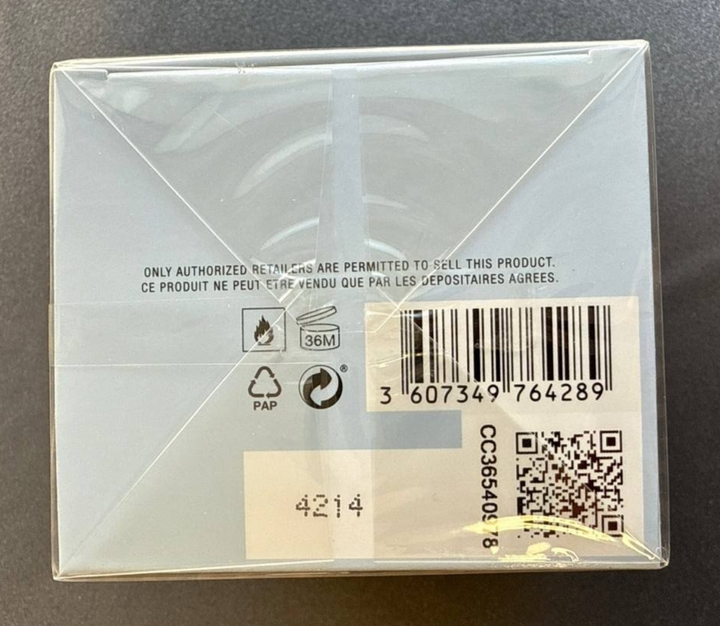 ONLY AUTHORIZED RETAILERS ARE PERMITTED TO SELL THIS PRODUCT.
CE PRODUIT NE PEUT ETRE VENDU QUE PAR LES DEPOSITAIRES AGREES.
36M
PAP
®
3 607349 764289
CC36540978
4214